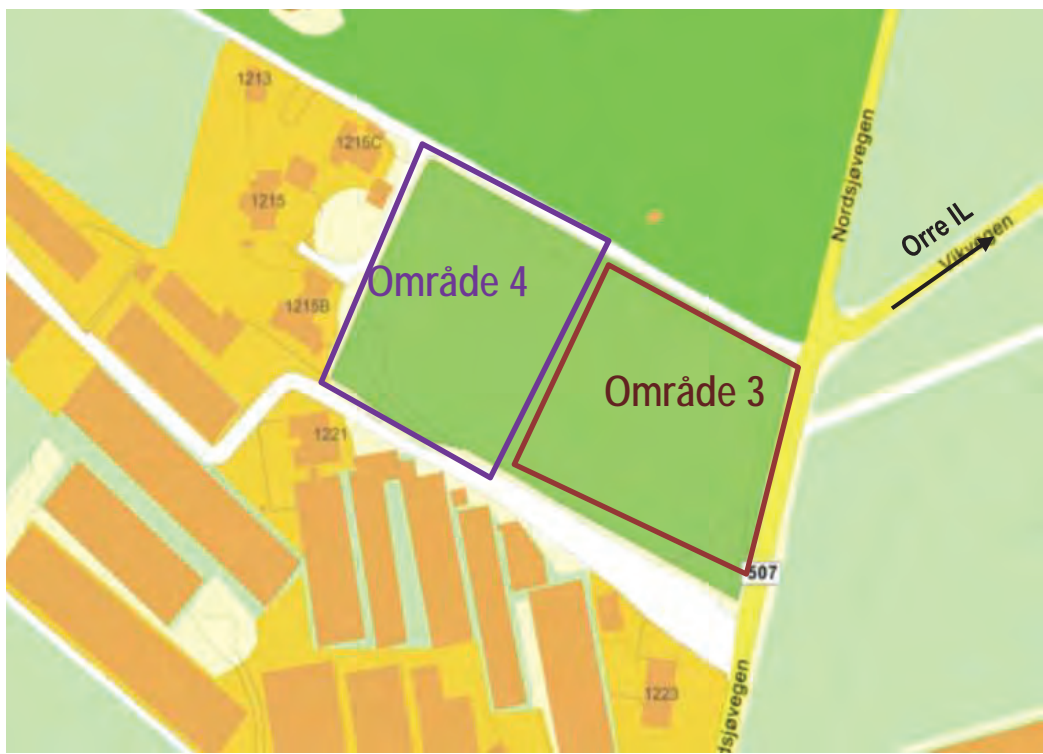 1213
1215C
1215
Nordsjøvegen
Orre IL
Vikvegen
Område 4
1215B
Område 3
1221
507
1223
Nordsjøvegen